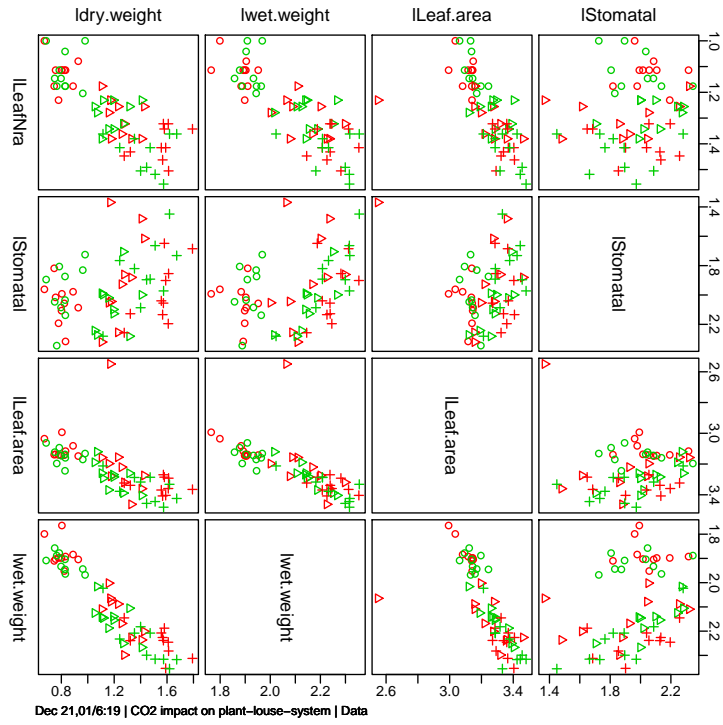 ldry.weight lwet.weight lLeaf.area lStomatal
lLeafNra
1.0 1.2 1.4
lStomatal
lStomatal
1.4 1.8 2.2
lLeaf.area
lLeaf.area
2.6 3.0 3.4
lwet.weight
lwet.weight
1.8 2.0 2.2
0.8 1.2 1.6 1.8 2.0 2.2 2.6 3.0 3.4 1.4 1.8 2.2
Dec 21,01/6:19 | CO2 impact on plant−louse−system | Data